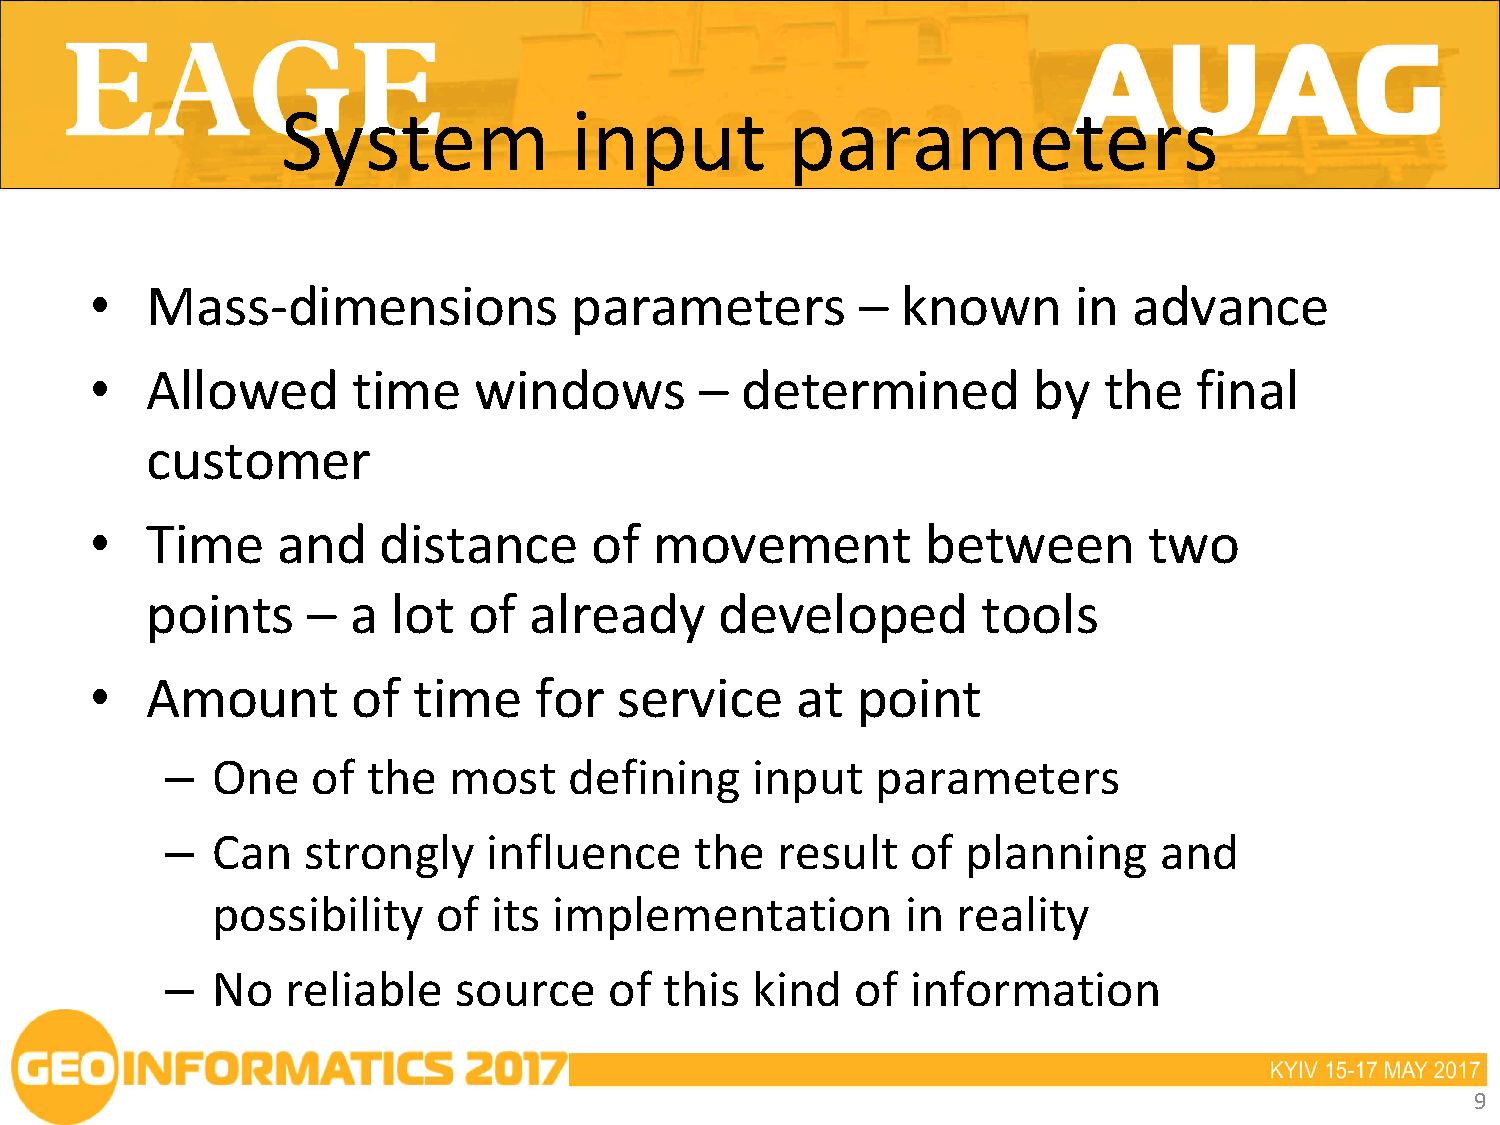 EAGE
AUAG
System input parameters
• Mass-dimensions parameters – known in advance
• Allowed time windows – determined by the final
customer
• Time and distance of movement between two
points – a lot of already developed tools
• Amount of time for service at point
– One of the most defining input parameters
– Can strongly influence the result of planning and
possibility of its implementation in reality
– No reliable source of this kind of information
GEOINFORMATICS 2017
KYIV 15-17 MAY 2017
9